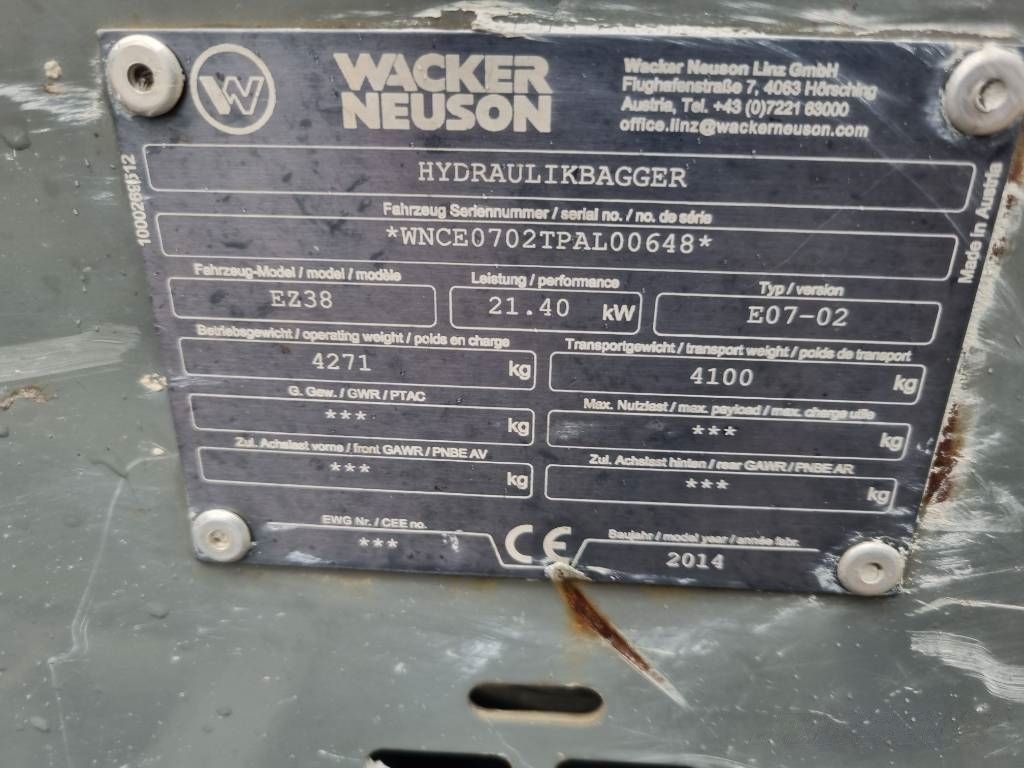 W
WACKER
NEUSON
Wacker Neuson Linz GmbH
Flughafenstraße 7, 4063 Hörsching
Austria, Tel. +43 (0)7221 63000
office.linz@wackerneuson.com
HYDRAULIKBAGGER
Fahrzeug Seriennummer / serial no. / no. de série
*WNCE0702TPAL00648*
Fahrzeug-Model / model / modèle
EZ38
Leistung / performance
21.40 kW
Typ / version
E07-02
Betriebsgewicht / operating weight / poids en charge
4271 kg
Transportgewicht / transport weight / poids de transport
4100 kg
G. Gew. / GWR / PTAC
*** kg
Max. Nutzlast / max. payload / max. charge utile
*** kg
Zul. Achslast vorne / front GAWR / PNBE AV
*** kg
Zul. Achslast hinten / rear GAWR / PNBE AR
*** kg
EWG Nr. / CEE no.
***
CE
Baujahr / model year / année fabr.
2014
Made in Austria